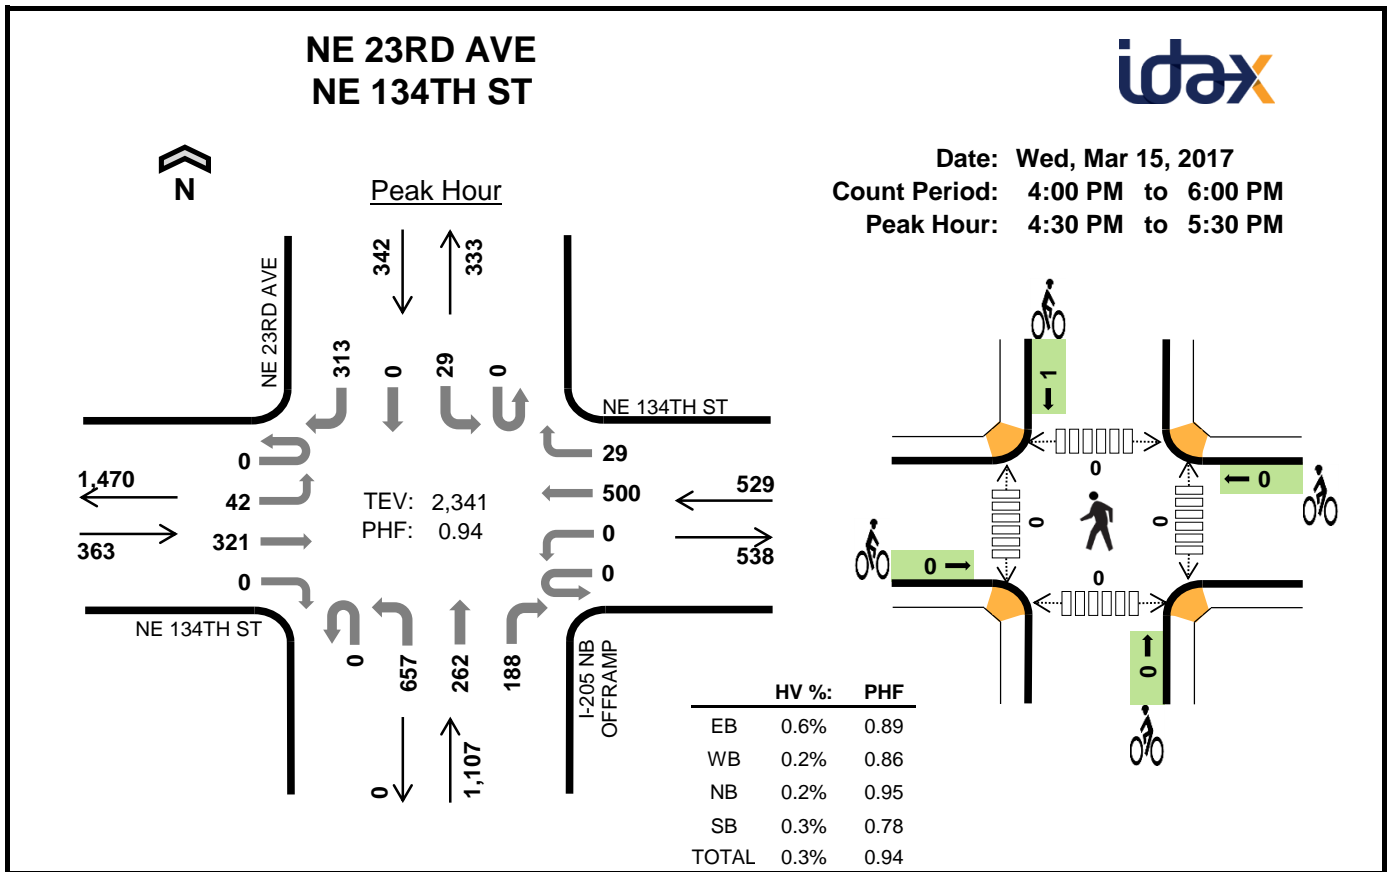 NE 23RD AVE
NE 134TH ST
idax
N
Peak Hour
Date: Wed, Mar 15, 2017
Count Period: 4:00 PM to 6:00 PM
Peak Hour: 4:30 PM to 5:30 PM
342
333
NE 23RD AVE
313
0
29
0
NE 134TH ST
0
29
1,470
42
TEV: 2,341
500
529
363
321
PHF: 0.94
0
538
0
0
NE 134TH ST
0
657
262
188
I-205 NB
OFFRAMP
0
1,107
1
0
0
0
0
0
0
0
HV %: PHF
EB 0.6% 0.89
WB 0.2% 0.86
NB 0.2% 0.95
SB 0.3% 0.78
TOTAL 0.3% 0.94